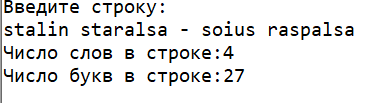 Введите строку:
stalin staralsa - soius raspalsa
Число слов в строке:4
Число букв в строке:27